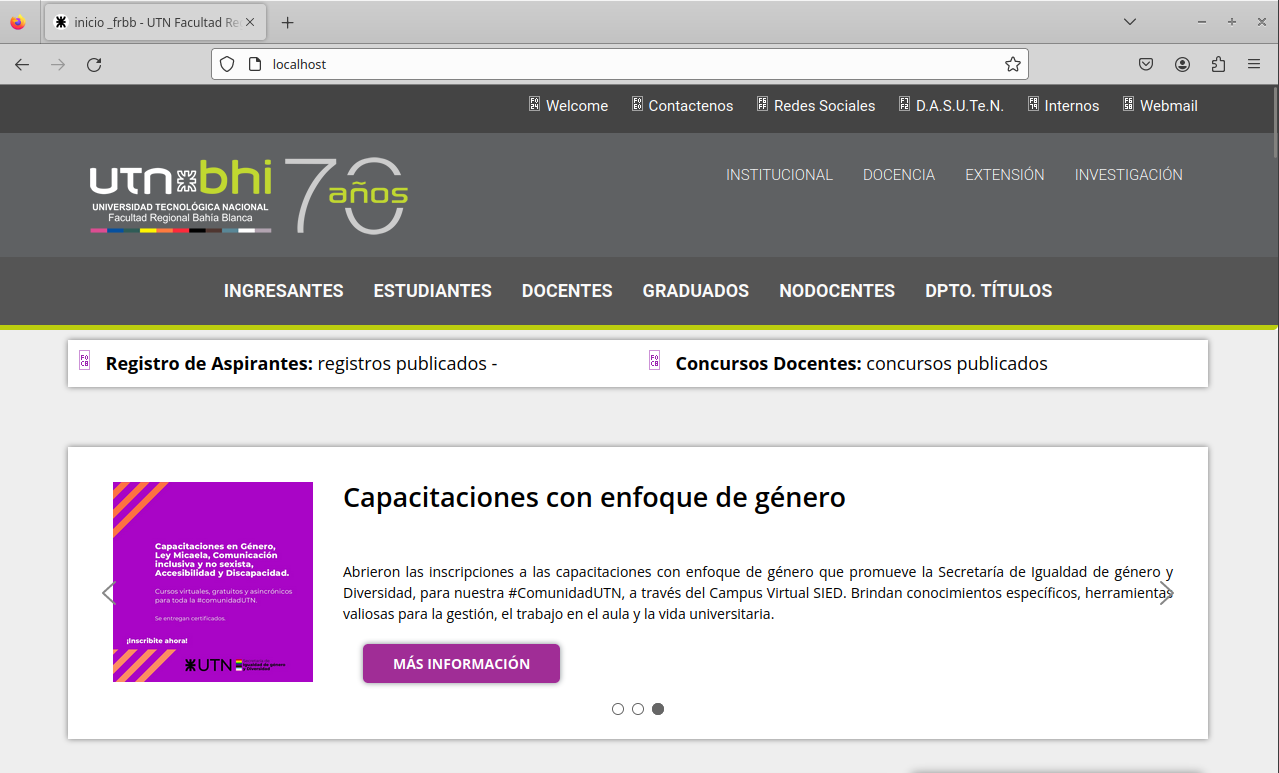 inicio _frbb - UTN Facultad Re
localhost
Welcome Contactenos Redes Sociales D.A.S.U.Te.N. Internos Webmail
utn bhi 70 años
UNIVERSIDAD TECNOLÓGICA NACIONAL
Facultad Regional Bahía Blanca
INSTITUCIONAL DOCENCIA EXTENSIÓN INVESTIGACIÓN
INGRESANTES ESTUDIANTES DOCENTES GRADUADOS NODOCENTES DPTO. TÍTULOS
Registro de Aspirantes: registros publicados - Concursos Docentes: concursos publicados
Capacitaciones en Género,
Ley Micaela, Comunicación
inclusiva y no sexista,
Accesibilidad y Discapacidad.
Cursos virtuales, gratuitos y asincrónicos
para toda la #comunidadUTN.
Se entregan certificados.
¡Inscribite ahora!
UTN
Capacitaciones con enfoque de género
Abrieron las inscripciones a las capacitaciones con enfoque de género que promueve la Secretaría de Igualdad de género y
Diversidad, para nuestra #ComunidadUTN, a través del Campus Virtual SIED. Brindan conocimientos específicos, herramientas
valiosas para la gestión, el trabajo en el aula y la vida universitaria.
MÁS INFORMACIÓN